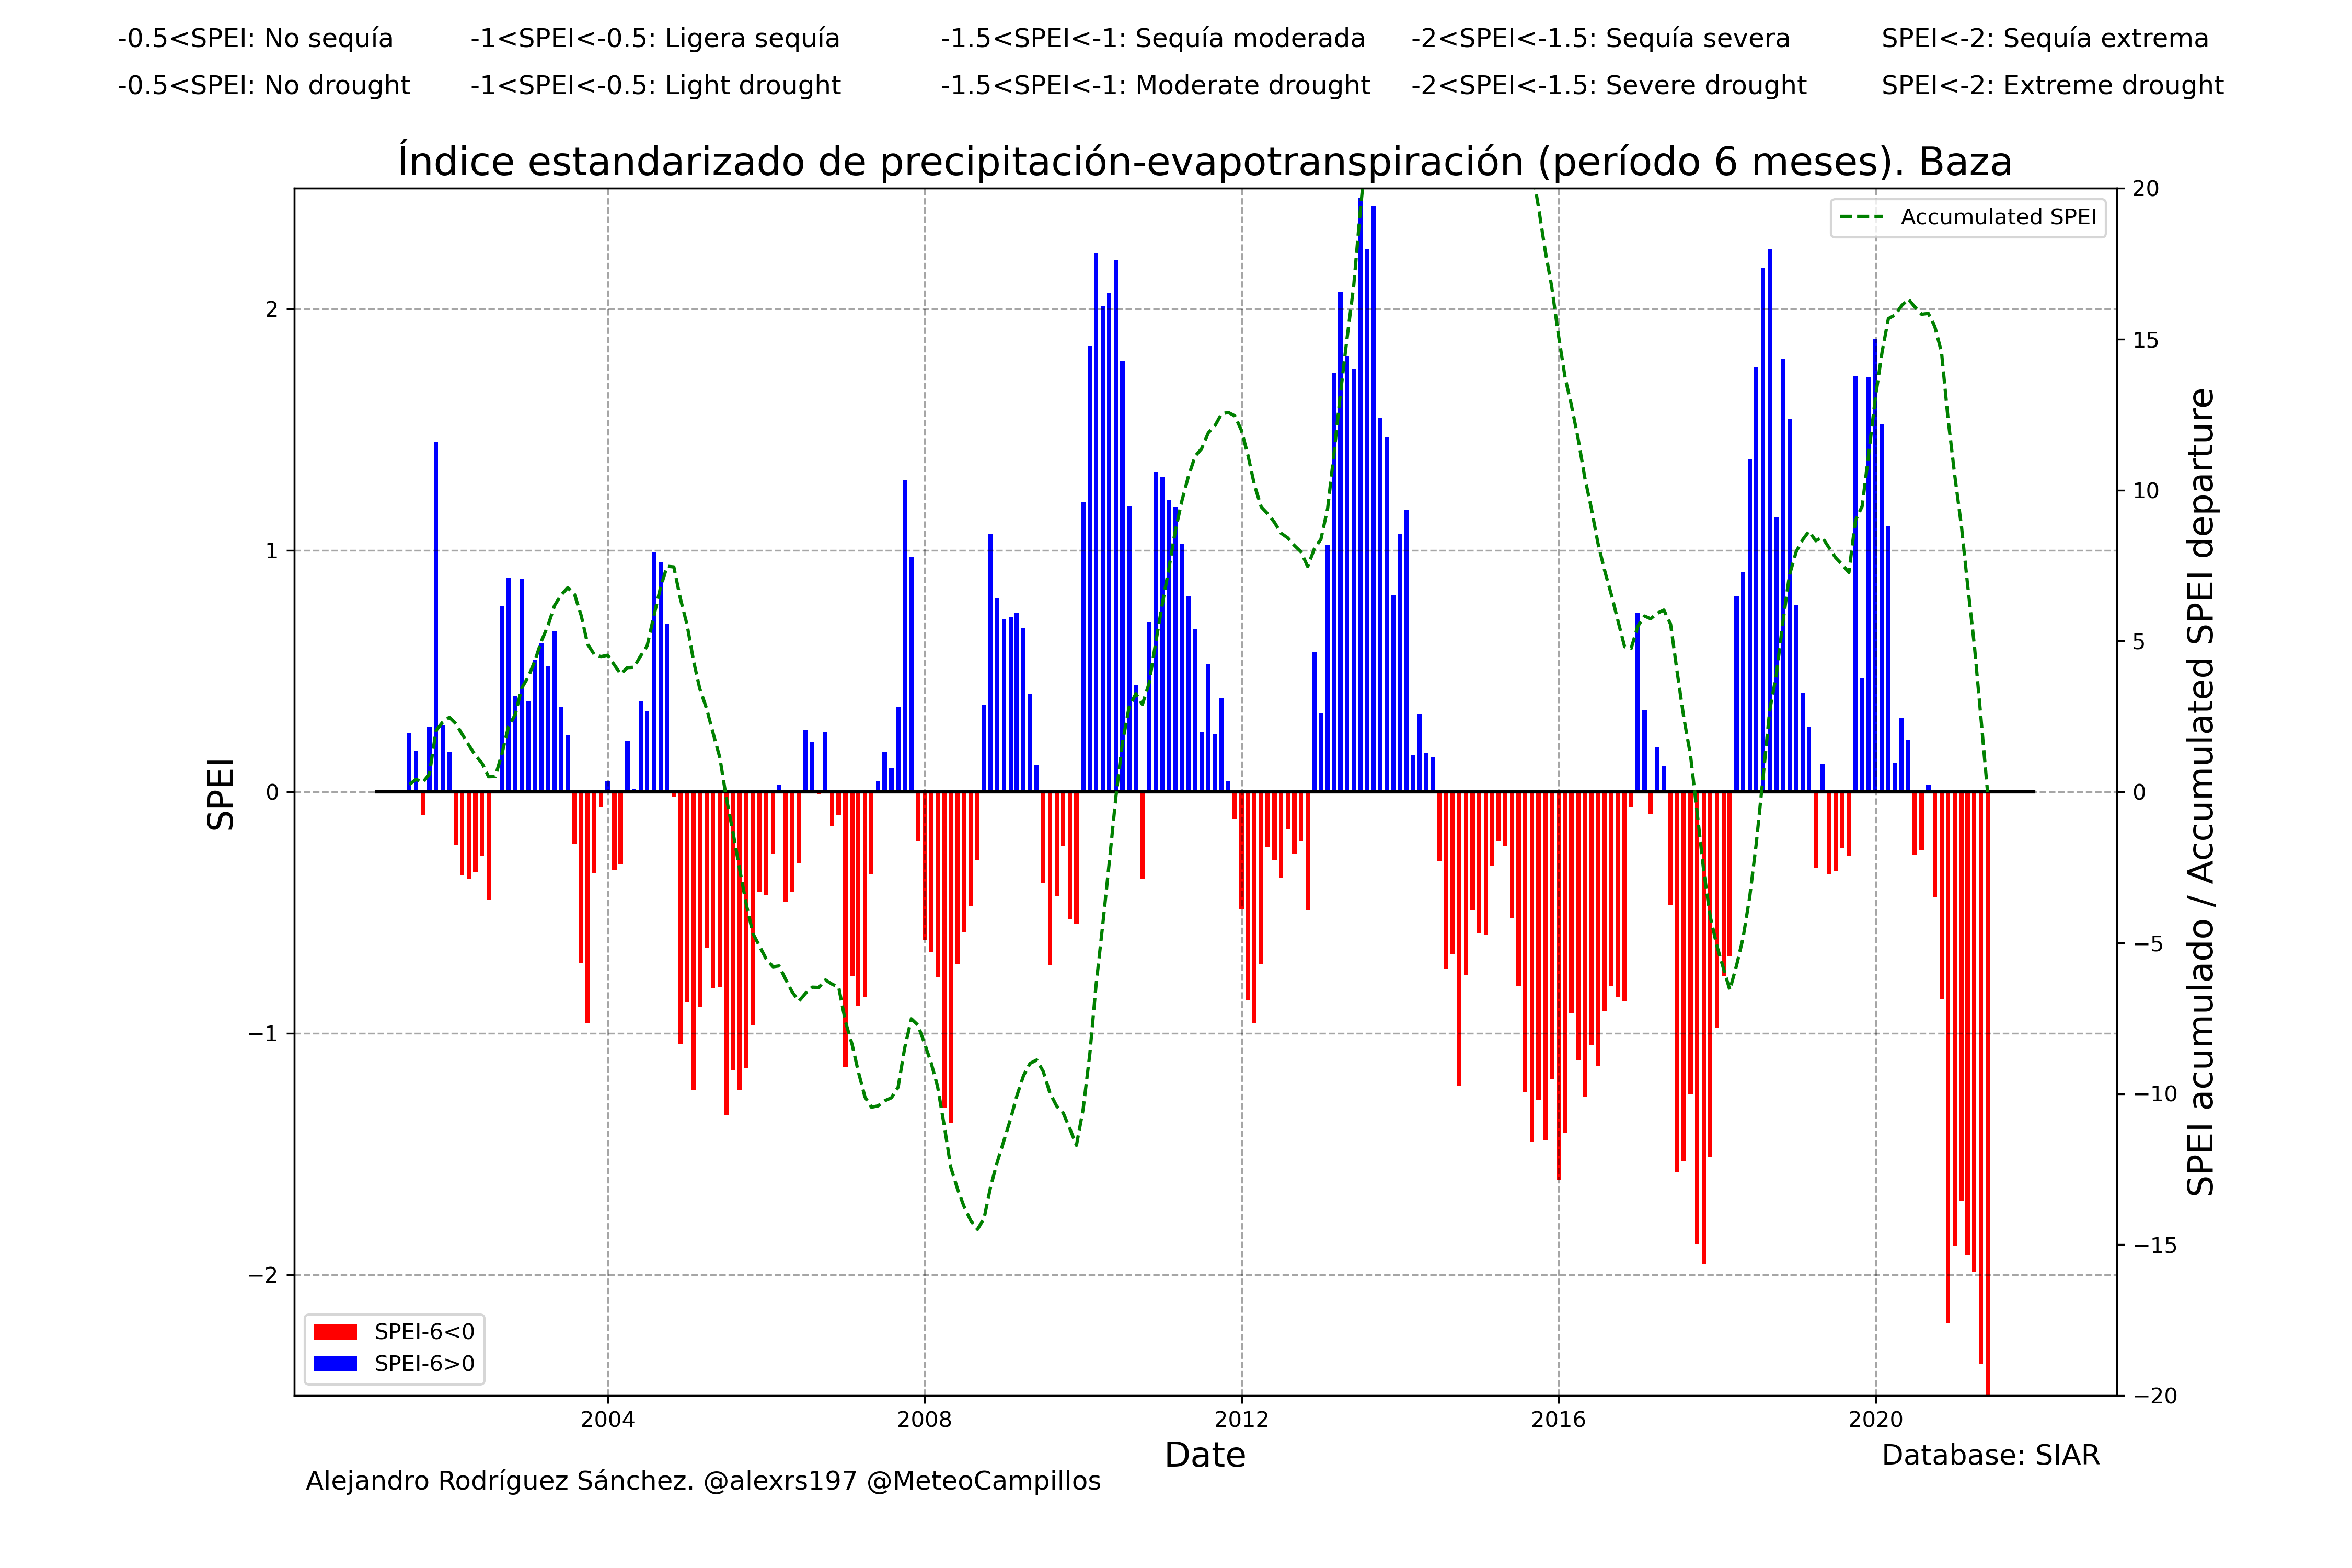 -0.5<SPEI: No sequía -1<SPEI<-0.5: Ligera sequía -1.5<SPEI<-1: Sequía moderada -2<SPEI<-1.5: Sequía severa SPEI<-2: Sequía extrema
-0.5<SPEI: No drought -1<SPEI<-0.5: Light drought -1.5<SPEI<-1: Moderate drought -2<SPEI<-1.5: Severe drought SPEI<-2: Extreme drought
Índice estandarizado de precipitación-evapotranspiración (período 6 meses). Baza
Accumulated SPEI
SPEI
2
1
0
−1
−2
20
15
10
5
0
−5
−10
−15
−20
SPEI acumulado / Accumulated SPEI departure
SPEI-6<0
SPEI-6>0
2004 2008 2012 2016 2020
Date
Database: SIAR
Alejandro Rodríguez Sánchez. @alexrs197 @MeteoCampillos